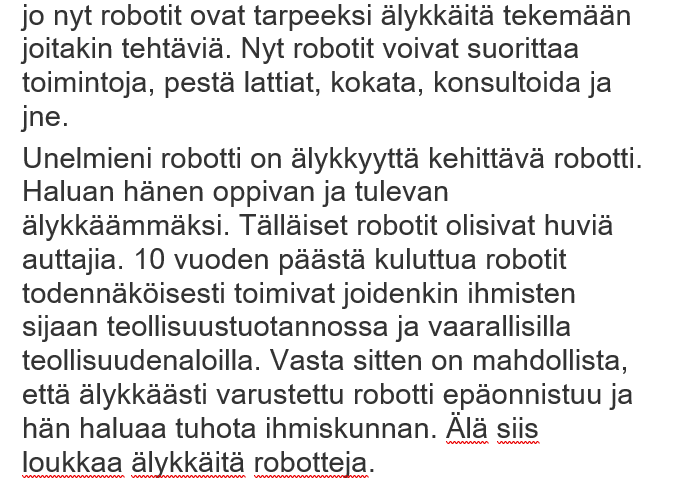 jo nyt robotit ovat tarpeeksi älykkäitä tekemään
joitakin tehtäviä. Nyt robotit voivat suorittaa
toimintoja, pestä lattiat, kokata, konsultoida ja
jne.
Unelmieni robotti on älykkyyttä kehittävä robotti.
Haluan hänen oppivan ja tulevan
älykkäämmäksi. Tälläiset robotit olisivat huviä
auttajia. 10 vuoden päästä kuluttua robotit
todennäköisesti toimivat joidenkin ihmisten
sijaan teollisuustuotannossa ja vaarallisilla
teollisuudenaloilla. Vasta sitten on mahdollista,
että älykkäästi varustettu robotti epäonnistuu ja
hän haluaa tuhota ihmiskunnan. Älä siis
loukkaa älykkäitä robotteja.